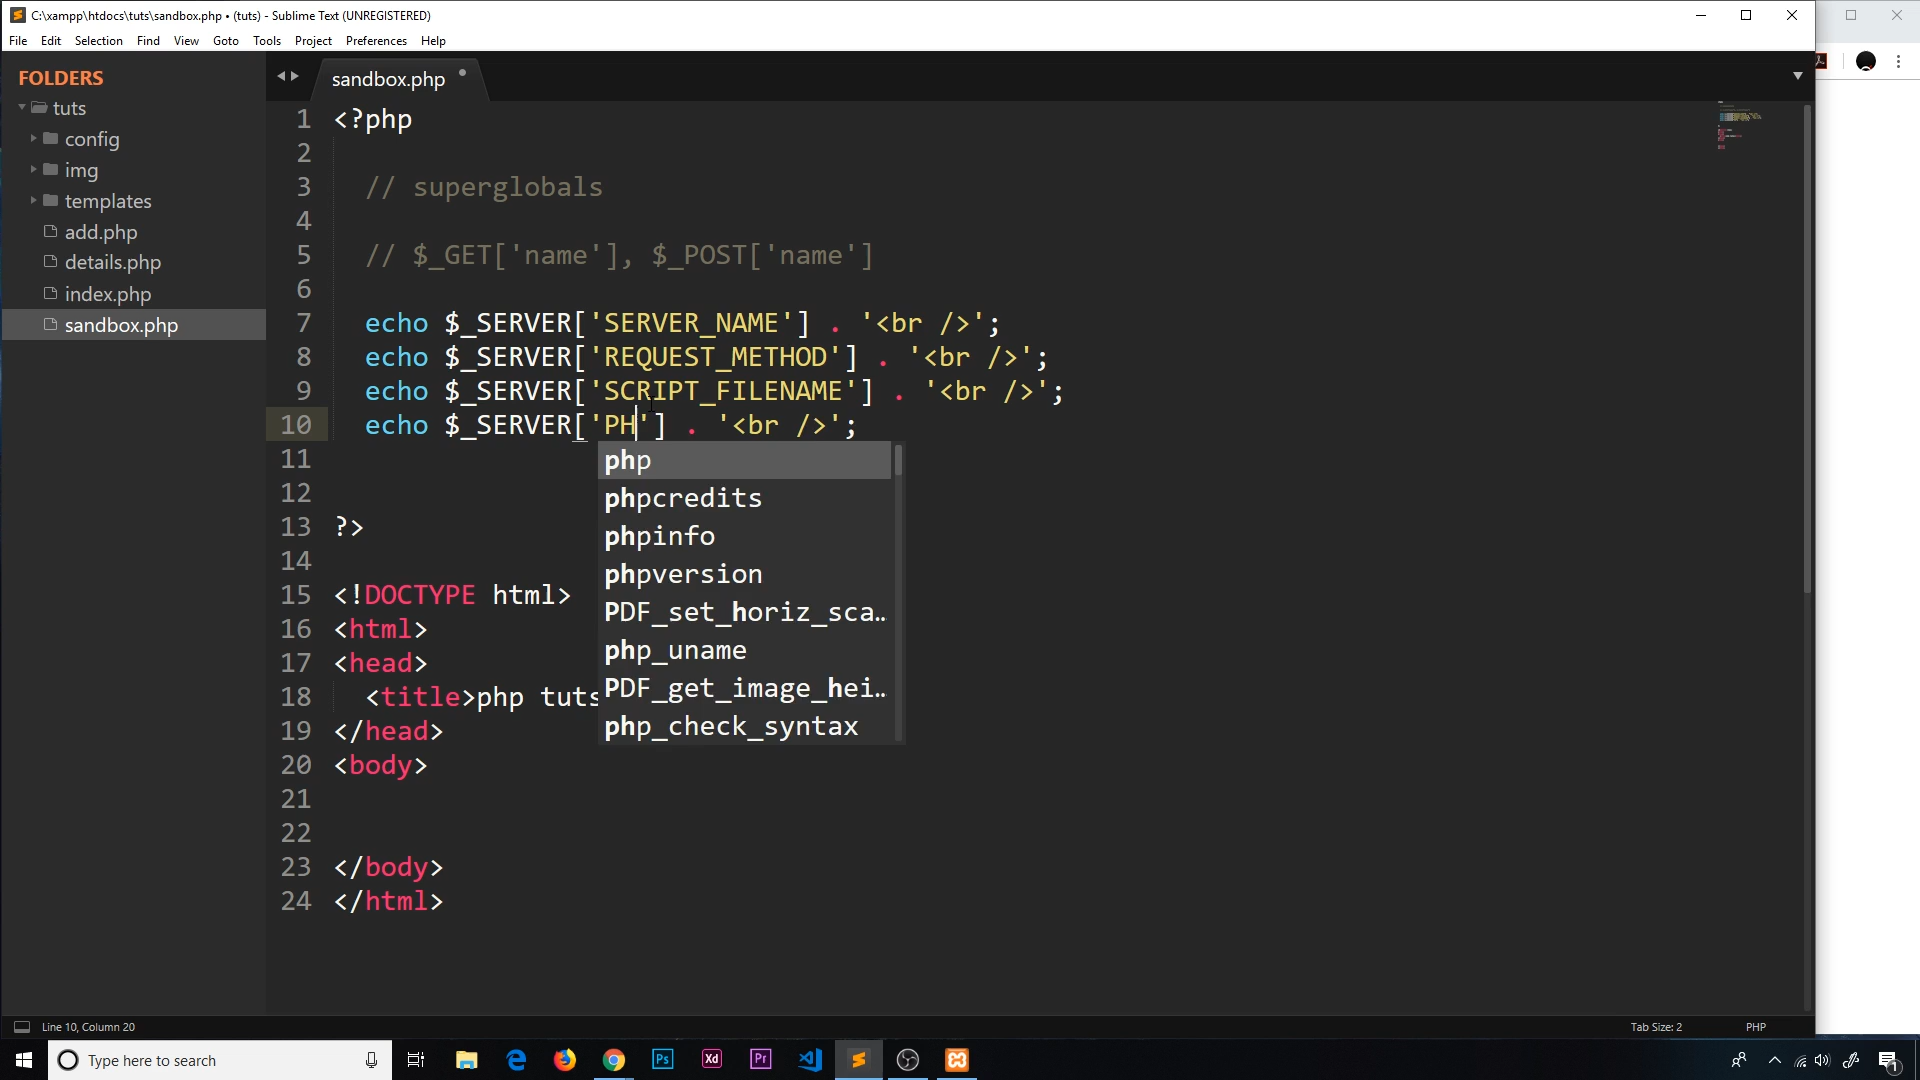 C:\xampp\htdocs\tuts\sandbox.php • (tuts) - Sublime Text (UNREGISTERED)
File Edit Selection Find View Goto Tools Project Preferences Help
FOLDERS
tuts
config
img
templates
add.php
details.php
index.php
sandbox.php
sandbox.php
1 <?php
2
3 // superglobals
4
5 // $_GET['name'], $_POST['name']
6
7 echo $_SERVER['SERVER_NAME'] . '<br />';
8 echo $_SERVER['REQUEST_METHOD'] . '<br />';
9 echo $_SERVER['SCRIPT_FILENAME'] . '<br />';
10 echo $_SERVER['PH'] . '<br />';
11
12
13 ?>
14
15 <!DOCTYPE html>
16 <html>
17 <head>
18 <title>php tuts
19 </head>
20 <body>
21
22
23 </body>
24 </html>
php
phpcredits
phpinfo
phpversion
PDF_set_horiz_sca…
php_uname
PDF_get_image_hei…
php_check_syntax
Line 10, Column 20
Tab Size: 2
PHP
Type here to search
Ps
Xd
Pr
1